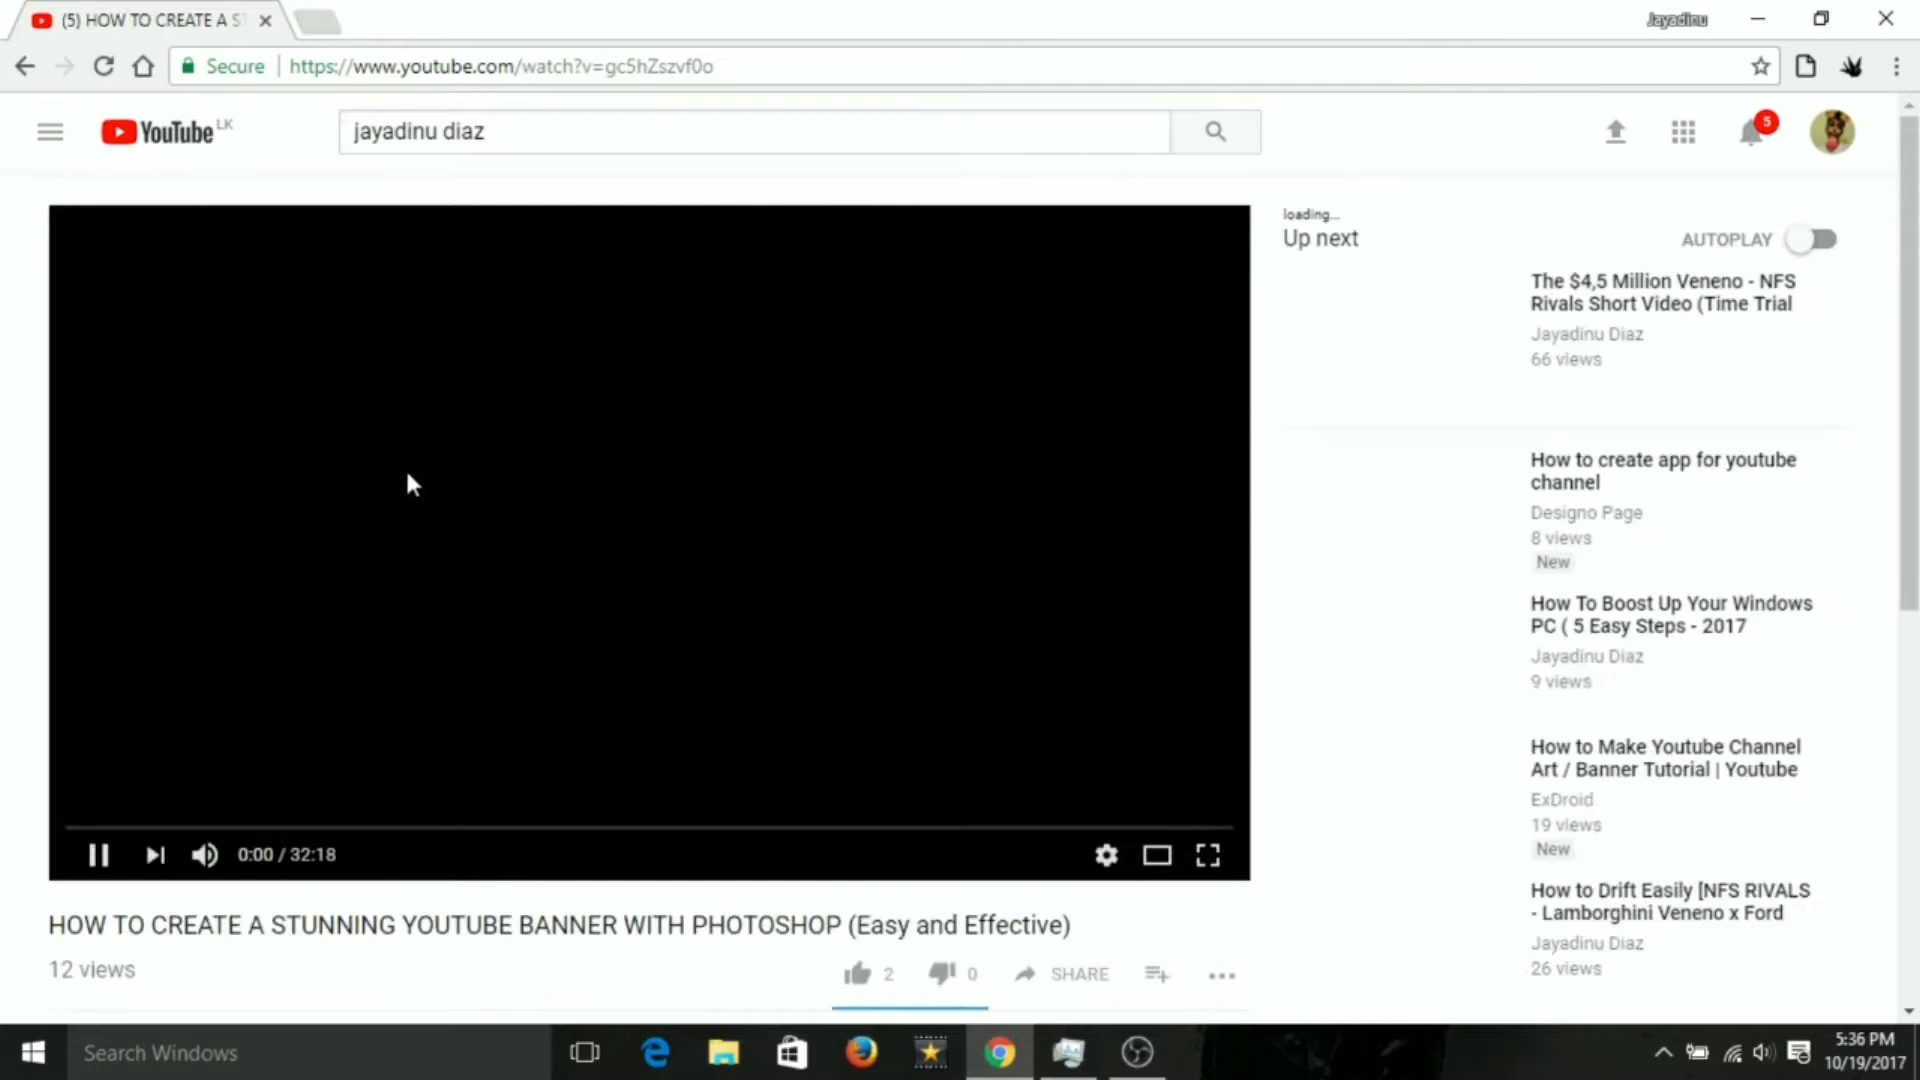 (5) HOW TO CREATE A ST
Jayadinu
Secure
https://www.youtube.com/watch?v=gc5hZszvf0o
YouTube LK
jayadinu diaz
5
loading...
Up next
AUTOPLAY
The $4,5 Million Veneno - NFS
Rivals Short Video (Time Trial
Jayadinu Diaz
66 views
How to create app for youtube
channel
Designo Page
8 views
New
How To Boost Up Your Windows
PC ( 5 Easy Steps - 2017
Jayadinu Diaz
9 views
How to Make Youtube Channel
Art / Banner Tutorial | Youtube
ExDroid
19 views
New
How to Drift Easily [NFS RIVALS
- Lamborghini Veneno x Ford
Jayadinu Diaz
26 views
0:00 / 32:18
HOW TO CREATE A STUNNING YOUTUBE BANNER WITH PHOTOSHOP (Easy and Effective)
12 views
2
0
SHARE
Search Windows
5:36 PM
10/19/2017